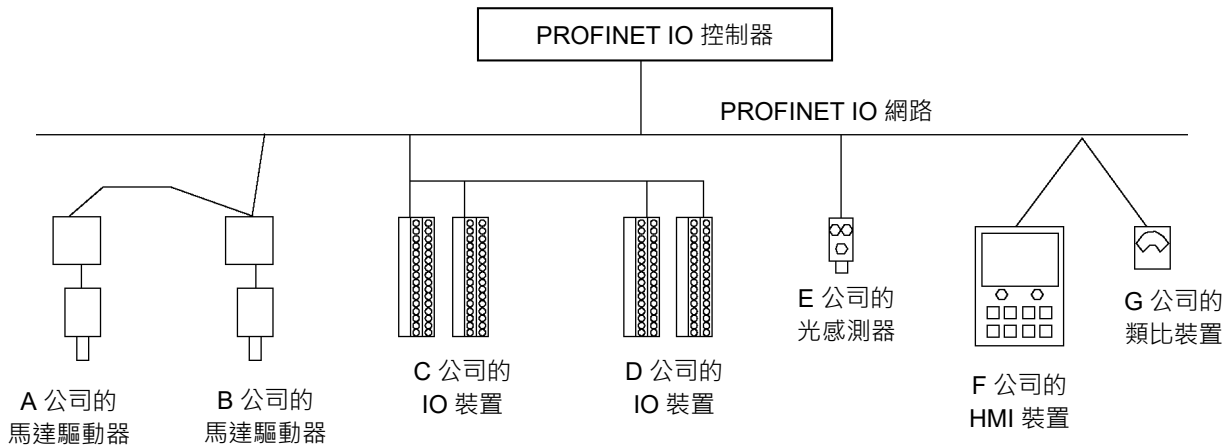 PROFINET IO 控制器
PROFINET IO 網路
A 公司的
馬達驅動器
B 公司的
馬達驅動器
C 公司的
IO 裝置
D 公司的
IO 裝置
E 公司的
光感測器
F 公司的
HMI 裝置
G 公司的
類比裝置